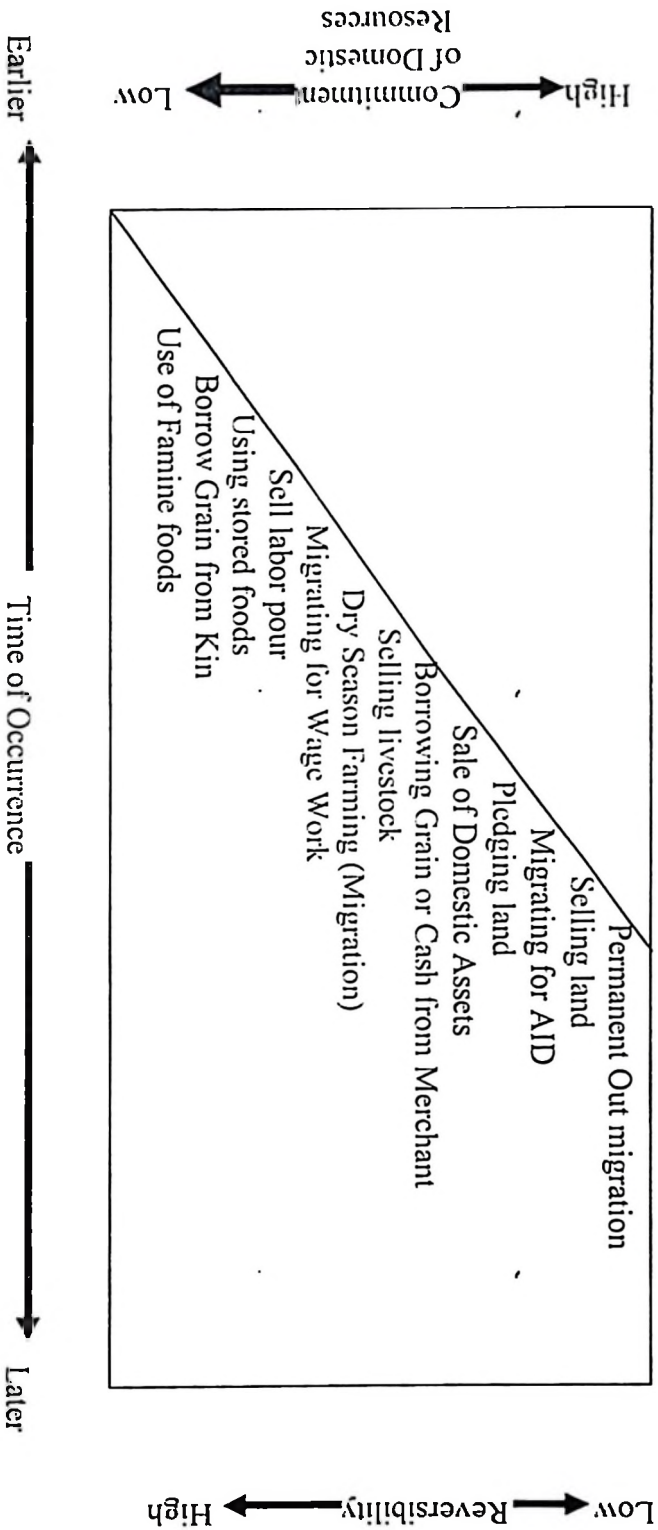 High
Commitment
of Domestic
Resources
Low
Permanent Out migration
Selling land
Migrating for AID
Pledging land
Sale of Domestic Assets
Borrowing Grain or Cash from Merchant
Selling livestock
Dry Season Farming (Migration)
Migrating for Wage Work
Sell labor pour
Using stored foods
Borrow Grain from Kin
Use of Famine foods
Low
Reversibility
High
Earlier Time of Occurrence Later